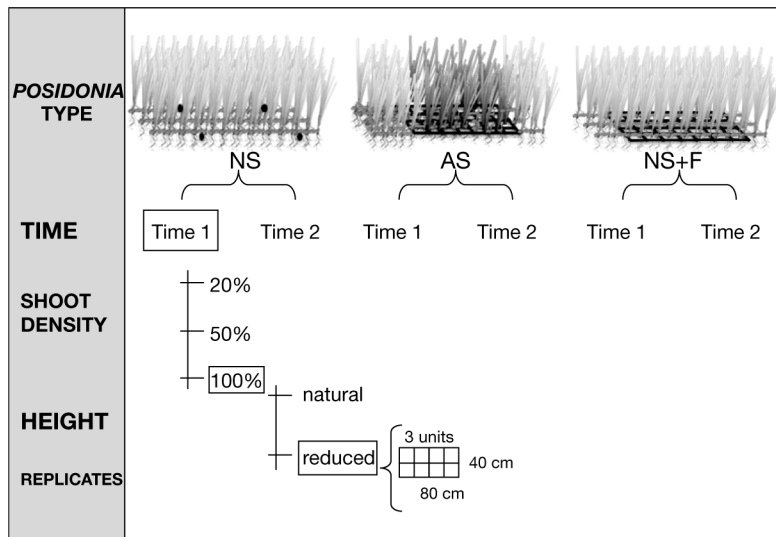 POSIDONIA
TYPE
NS
AS
NS+F
TIME
Time 1
Time 2
Time 1
Time 2
Time 1
Time 2
SHOOT
DENSITY
20%
50%
100%
HEIGHT
natural
reduced
REPLICATES
3 units
40 cm
80 cm